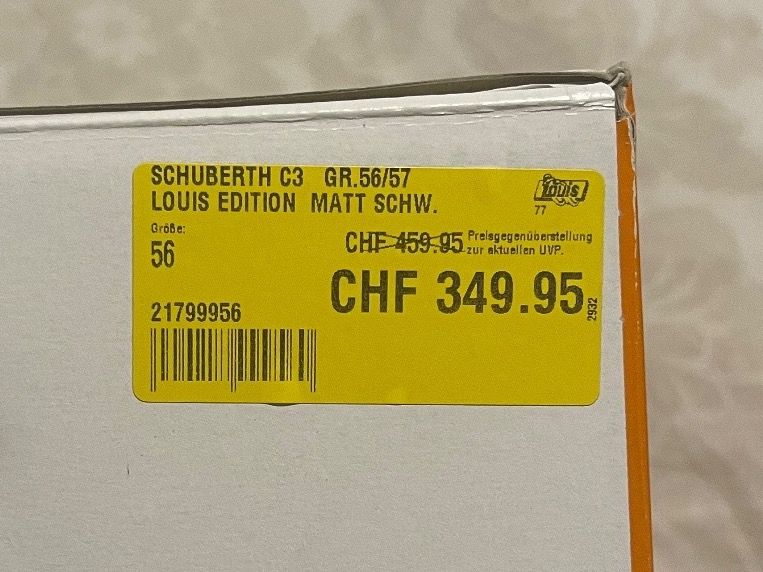 SCHUBERTH C3 GR.56/57
LOUIS EDITION MATT SCHW.
Louis
77
Größe:
56
CHF 459.95 Preisgegenüberstellung
zur aktuellen UVP.
CHF 349.95
2932
21799956